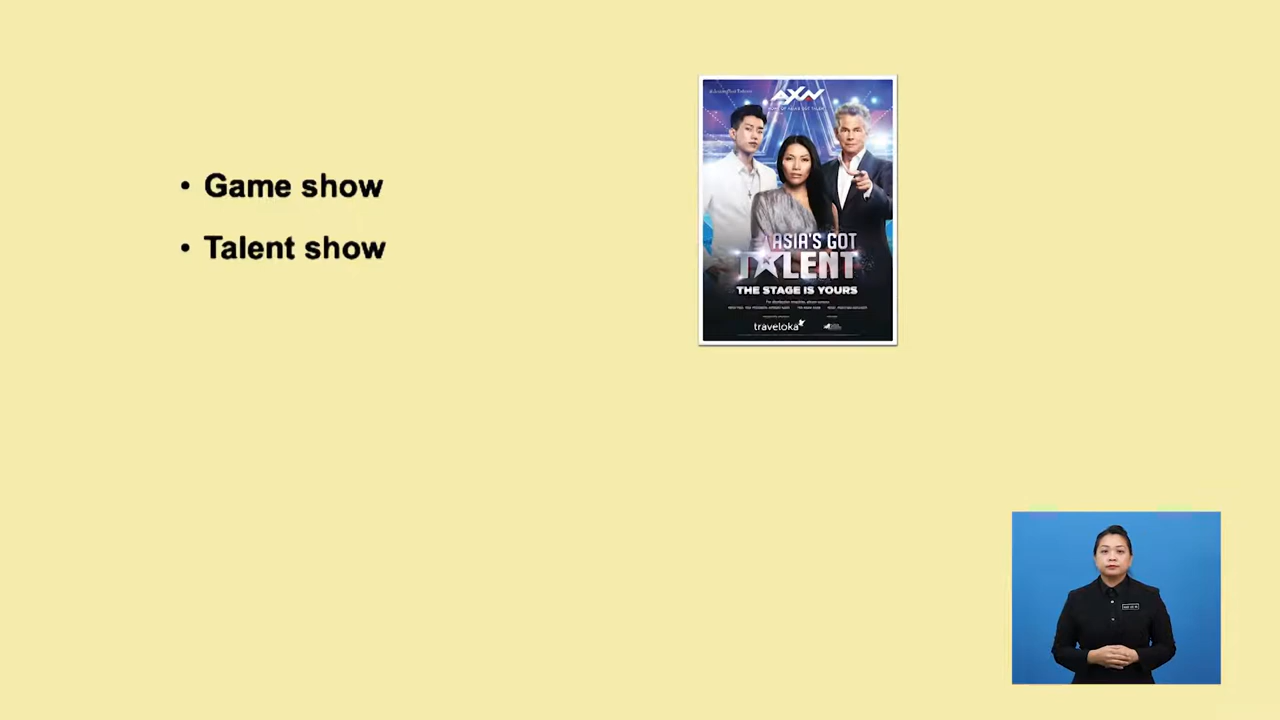 • Game show
• Talent show
AXN
ASIA'S GOT
TALENT
THE STAGE IS YOURS
traveloka